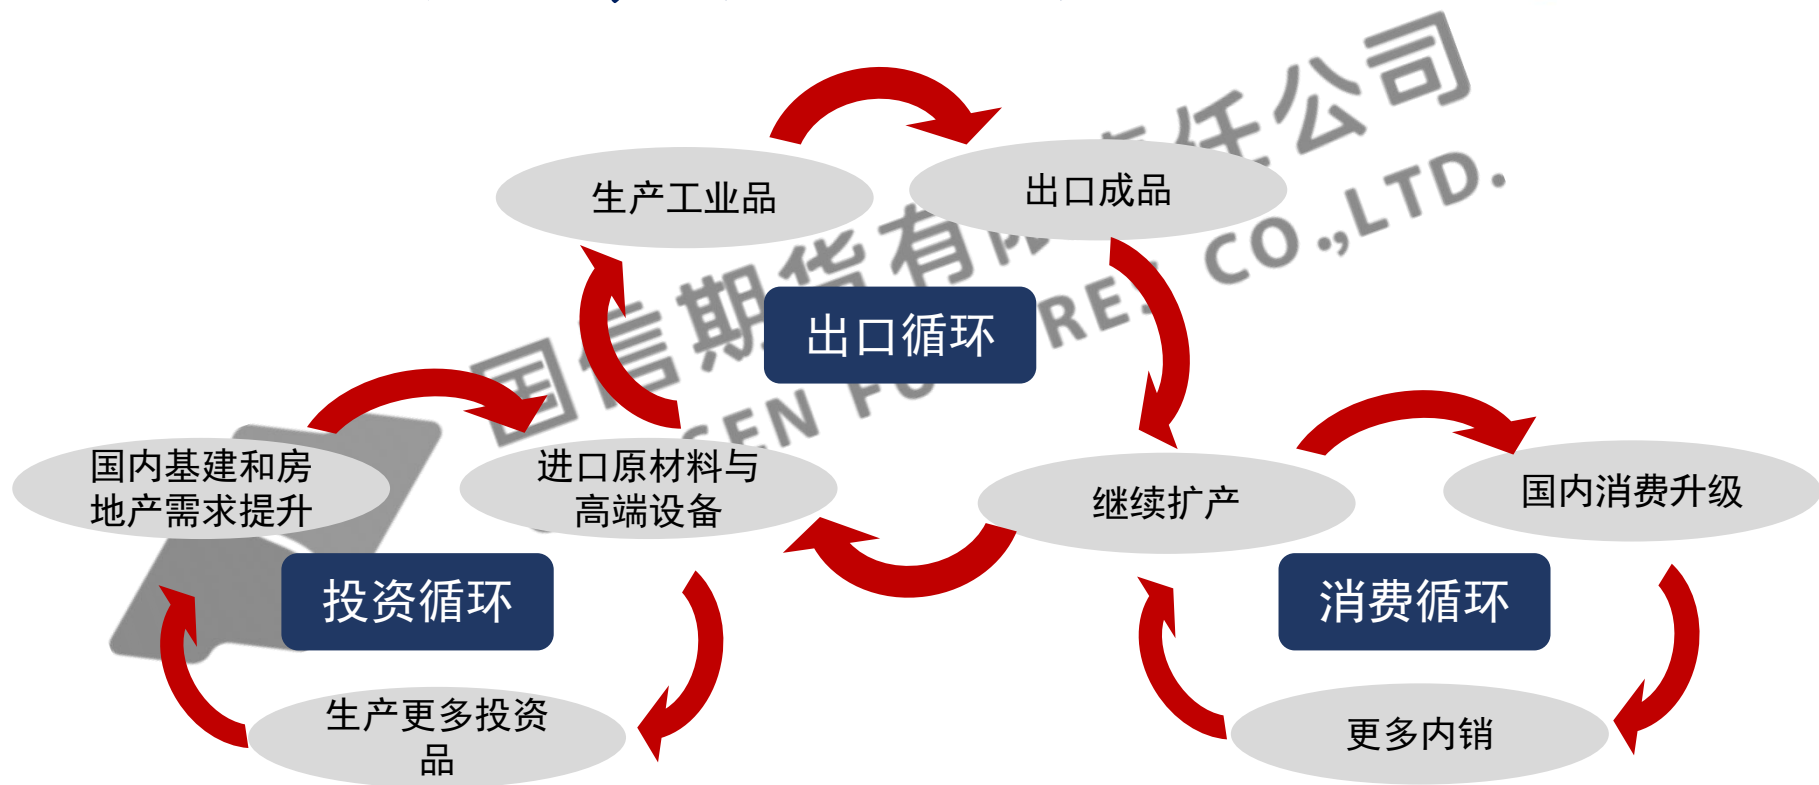 生产工业品
出口成品
出口循环
国内基建和房
地产需求提升
进口原材料与
高端设备
继续扩产
国内消费升级
投资循环
消费循环
生产更多投资
品
更多内销
国信期货有限责任公司
CO.,LTD.